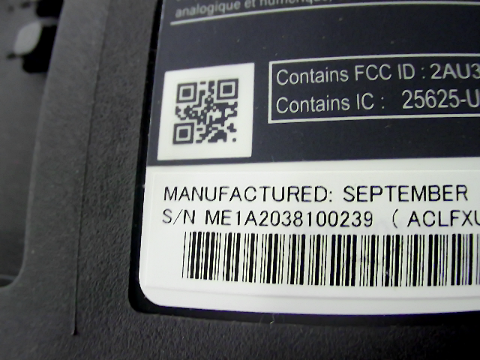 analogique et numérique,
Contains FCC ID : 2AU3
Contains IC : 25625-U
MANUFACTURED: SEPTEMBER
S/N ME1A2038100239 ( ACLFXU